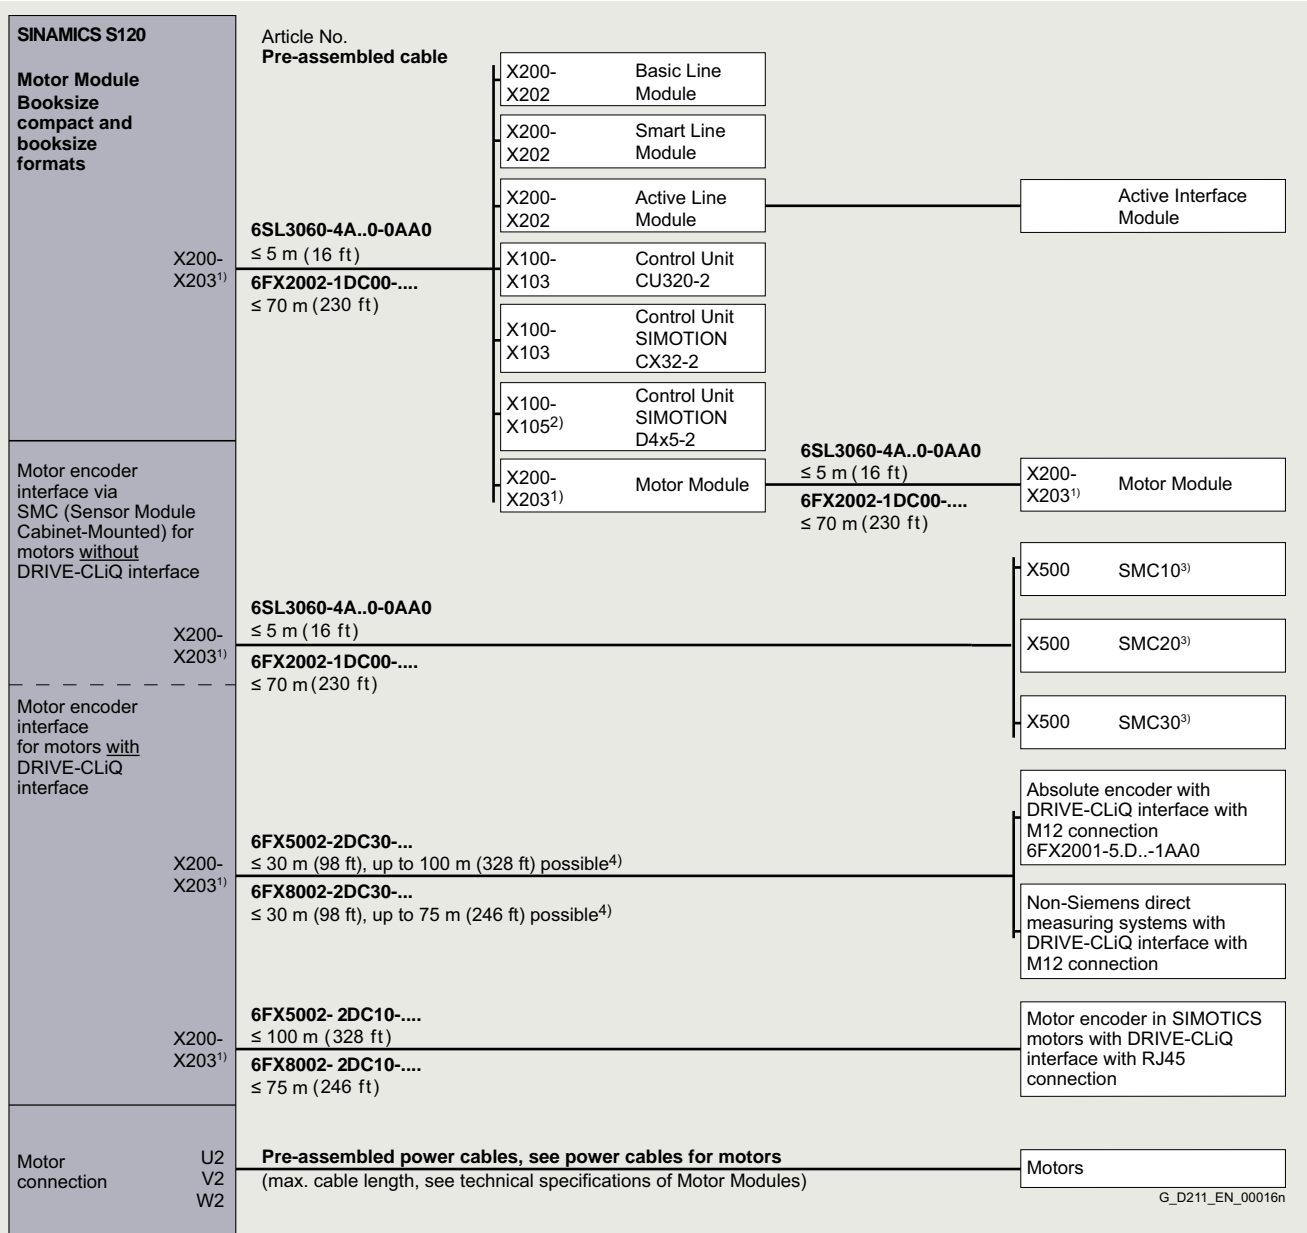 SINAMICS S120
Motor Module
Booksize
compact and
booksize
formats
X200-
X203¹⁾
Article No.
Pre-assembled cable
6SL3060-4A..0-0AA0
≤ 5 m (16 ft)
6FX2002-1DC00-....
≤ 70 m (230 ft)
X200-
X202
Basic Line
Module
X200-
X202
Smart Line
Module
X200-
X202
Active Line
Module
Active Interface
Module
X100-
X103
Control Unit
CU320-2
X100-
X103
Control Unit
SIMOTION
CX32-2
X100-
X105²⁾
Control Unit
SIMOTION
D4x5-2
X200-
X203¹⁾
Motor Module
6SL3060-4A..0-0AA0
≤ 5 m (16 ft)
6FX2002-1DC00-....
≤ 70 m (230 ft)
X200-
X203¹⁾
Motor Module
Motor encoder
interface via
SMC (Sensor Module
Cabinet-Mounted) for
motors without
DRIVE-CLiQ interface
X200-
X203¹⁾
6SL3060-4A..0-0AA0
≤ 5 m (16 ft)
6FX2002-1DC00-....
≤ 70 m (230 ft)
X500 SMC10³⁾
X500 SMC20³⁾
X500 SMC30³⁾
Motor encoder
interface
for motors with
DRIVE-CLiQ
interface
X200-
X203¹⁾
6FX5002-2DC30-...
≤ 30 m (98 ft), up to 100 m (328 ft) possible⁴⁾
6FX8002-2DC30-...
≤ 30 m (98 ft), up to 75 m (246 ft) possible⁴⁾
Absolute encoder with
DRIVE-CLiQ interface with
M12 connection
6FX2001-5.D..-1AA0
Non-Siemens direct
measuring systems with
DRIVE-CLiQ interface with
M12 connection
X200-
X203¹⁾
6FX5002- 2DC10-....
≤ 100 m (328 ft)
6FX8002- 2DC10-....
≤ 75 m (246 ft)
Motor encoder in SIMOTICS
motors with DRIVE-CLiQ
interface with RJ45
connection
Motor
connection
U2
V2
W2
Pre-assembled power cables, see power cables for motors
(max. cable length, see technical specifications of Motor Modules)
Motors
G_D211_EN_00016n